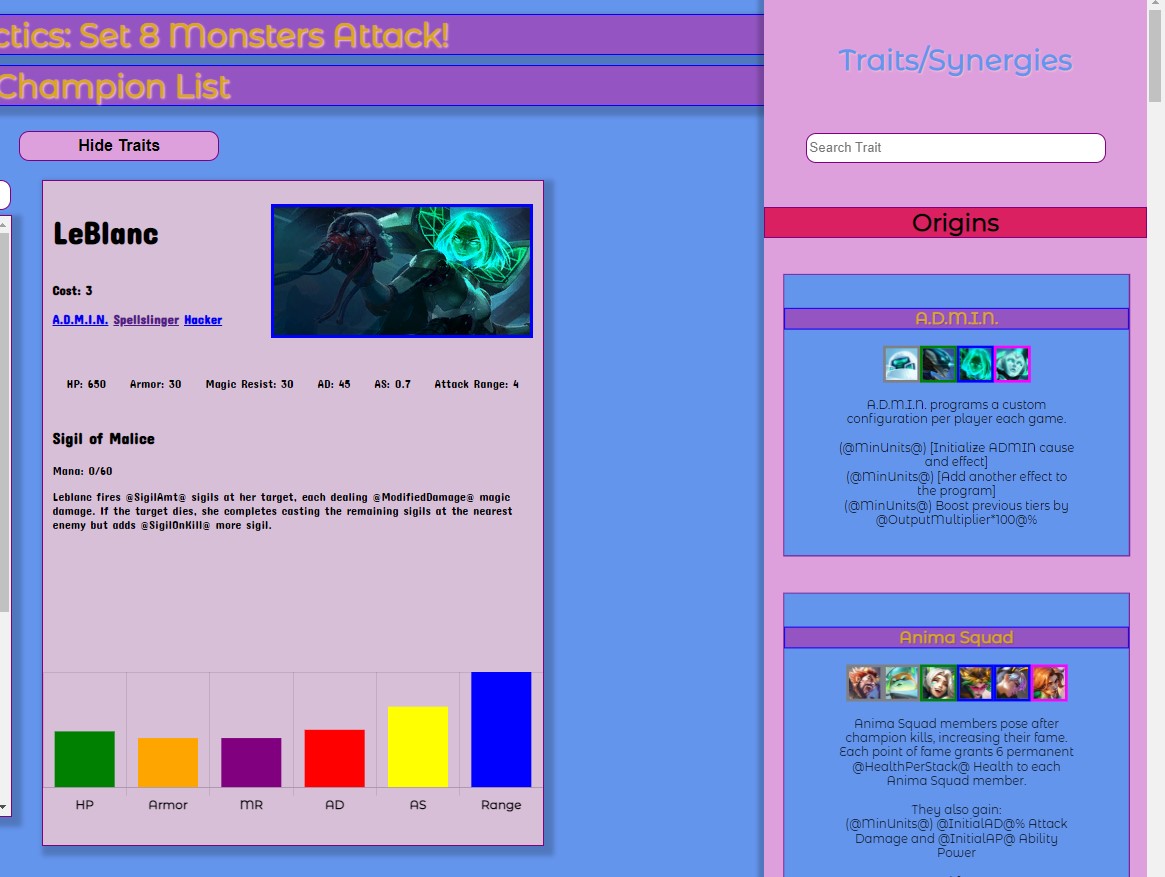 ctics: Set 8 Monsters Attack!
Champion List
Hide Traits
LeBlanc
Cost: 3
A.D.M.I.N. Spellslinger Hacker
HP: 650 Armor: 30 Magic Resist: 30 AD: 45 AS: 0.7 Attack Range: 4
Sigil of Malice
Mana: 0/60
Leblanc fires @SigilAmt@ sigils at her target, each dealing @ModifiedDamage@ magic
damage. If the target dies, she completes casting the remaining sigils at the nearest
enemy but adds @SigilOnKill@ more sigil.
HP Armor MR AD AS Range
Traits/Synergies
Search Trait
Origins
A.D.M.I.N.
A.D.M.I.N. programs a custom
configuration per player each game.
(@MinUnits@) [Initialize ADMIN cause
and effect]
(@MinUnits@) [Add another effect to
the program]
(@MinUnits@) Boost previous tiers by
@OutputMultiplier*100@%
Anima Squad
Anima Squad members pose after
champion kills, increasing their fame.
Each point of fame grants 6 permanent
@HealthPerStack@ Health to each
Anima Squad member.
They also gain:
(@MinUnits@) @InitialAD@% Attack
Damage and @InitialAP@ Ability
Power